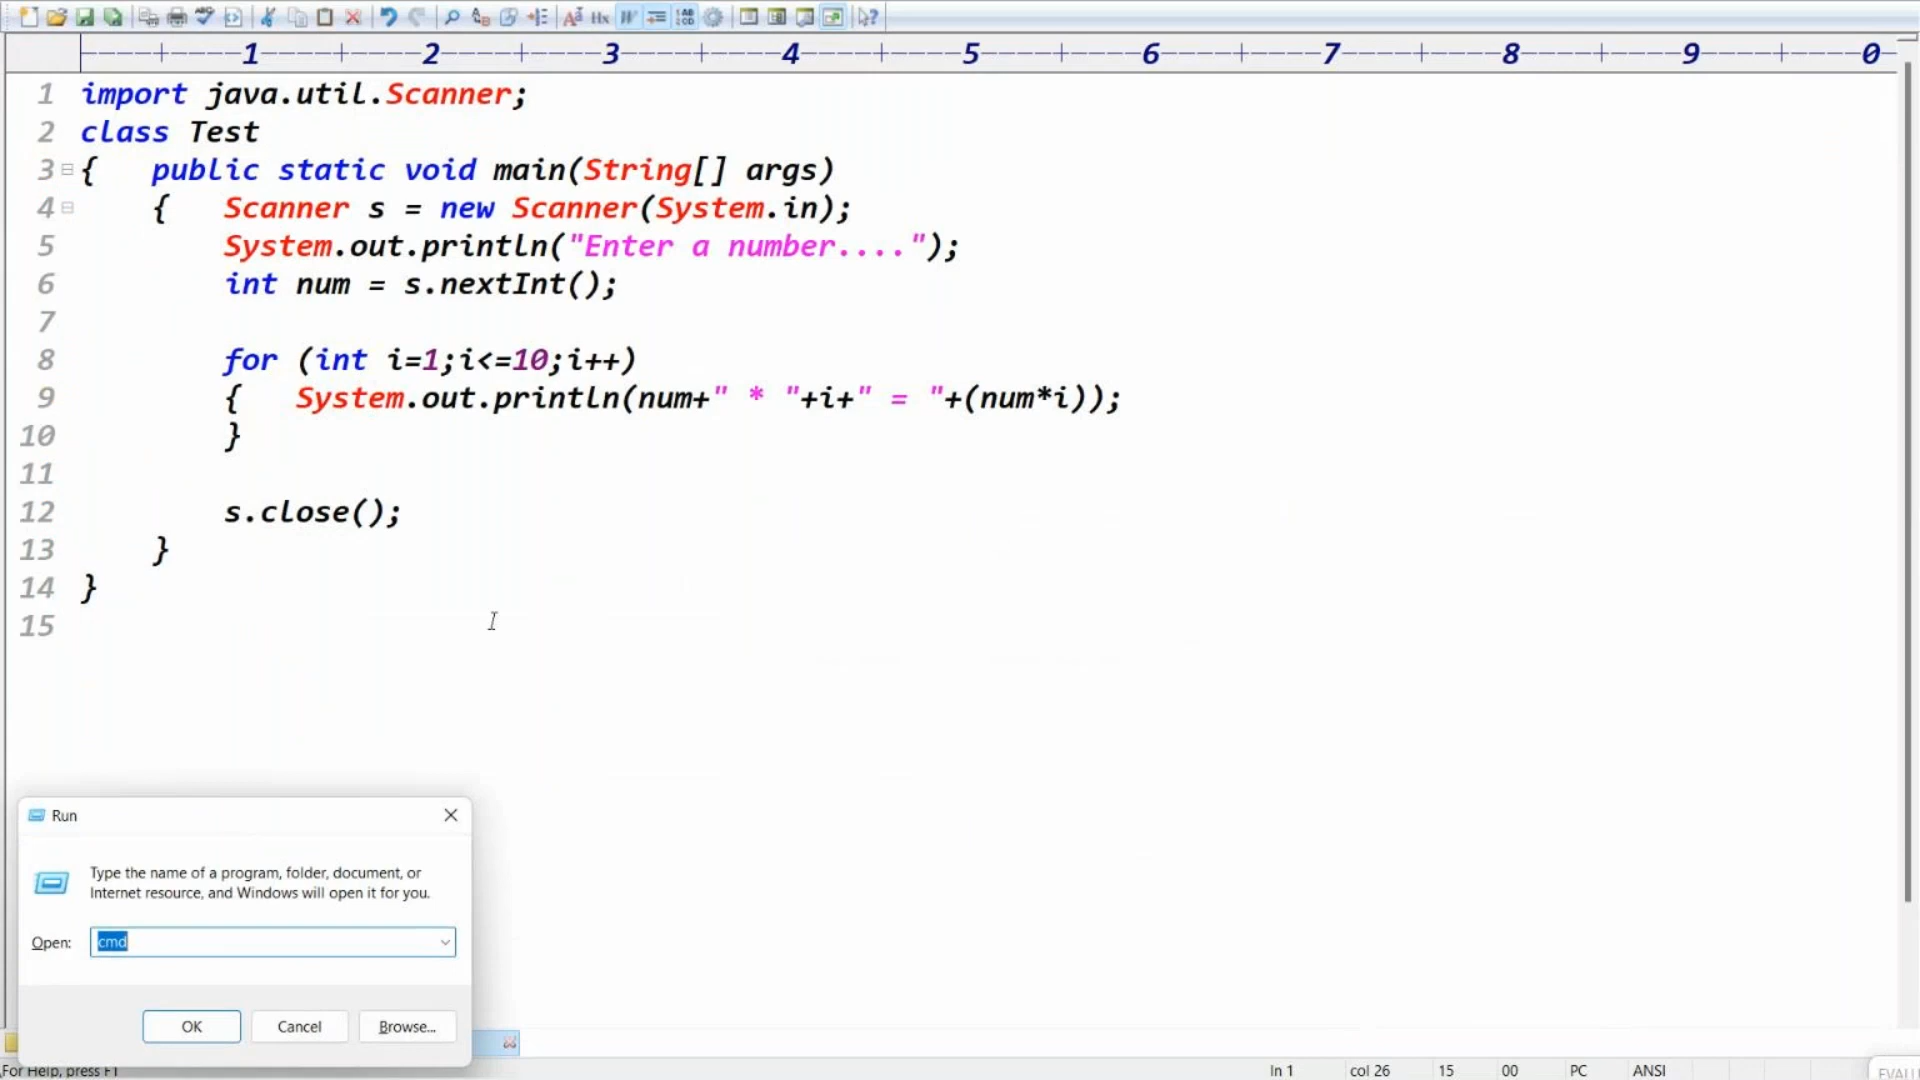 ----+----1----+----2----+----3----+----4----+----5----+----6----+----7----+----8----+----9----+----0-
1 import java.util.Scanner;
2 class Test
3 {   public static void main(String[] args)
4     {   Scanner s = new Scanner(System.in);
5         System.out.println("Enter a number....");
6         int num = s.nextInt();
7
8         for (int i=1;i<=10;i++)
9         {   System.out.println(num+" * "+i+" = "+(num*i));
10         }
11
12         s.close();
13     }
14 }
15
Run
Type the name of a program, folder, document, or
Internet resource, and Windows will open it for you.
Open: cmd
OK Cancel Browse...
For Help, press F1 ln 1 col 26 15 00 PC ANSI